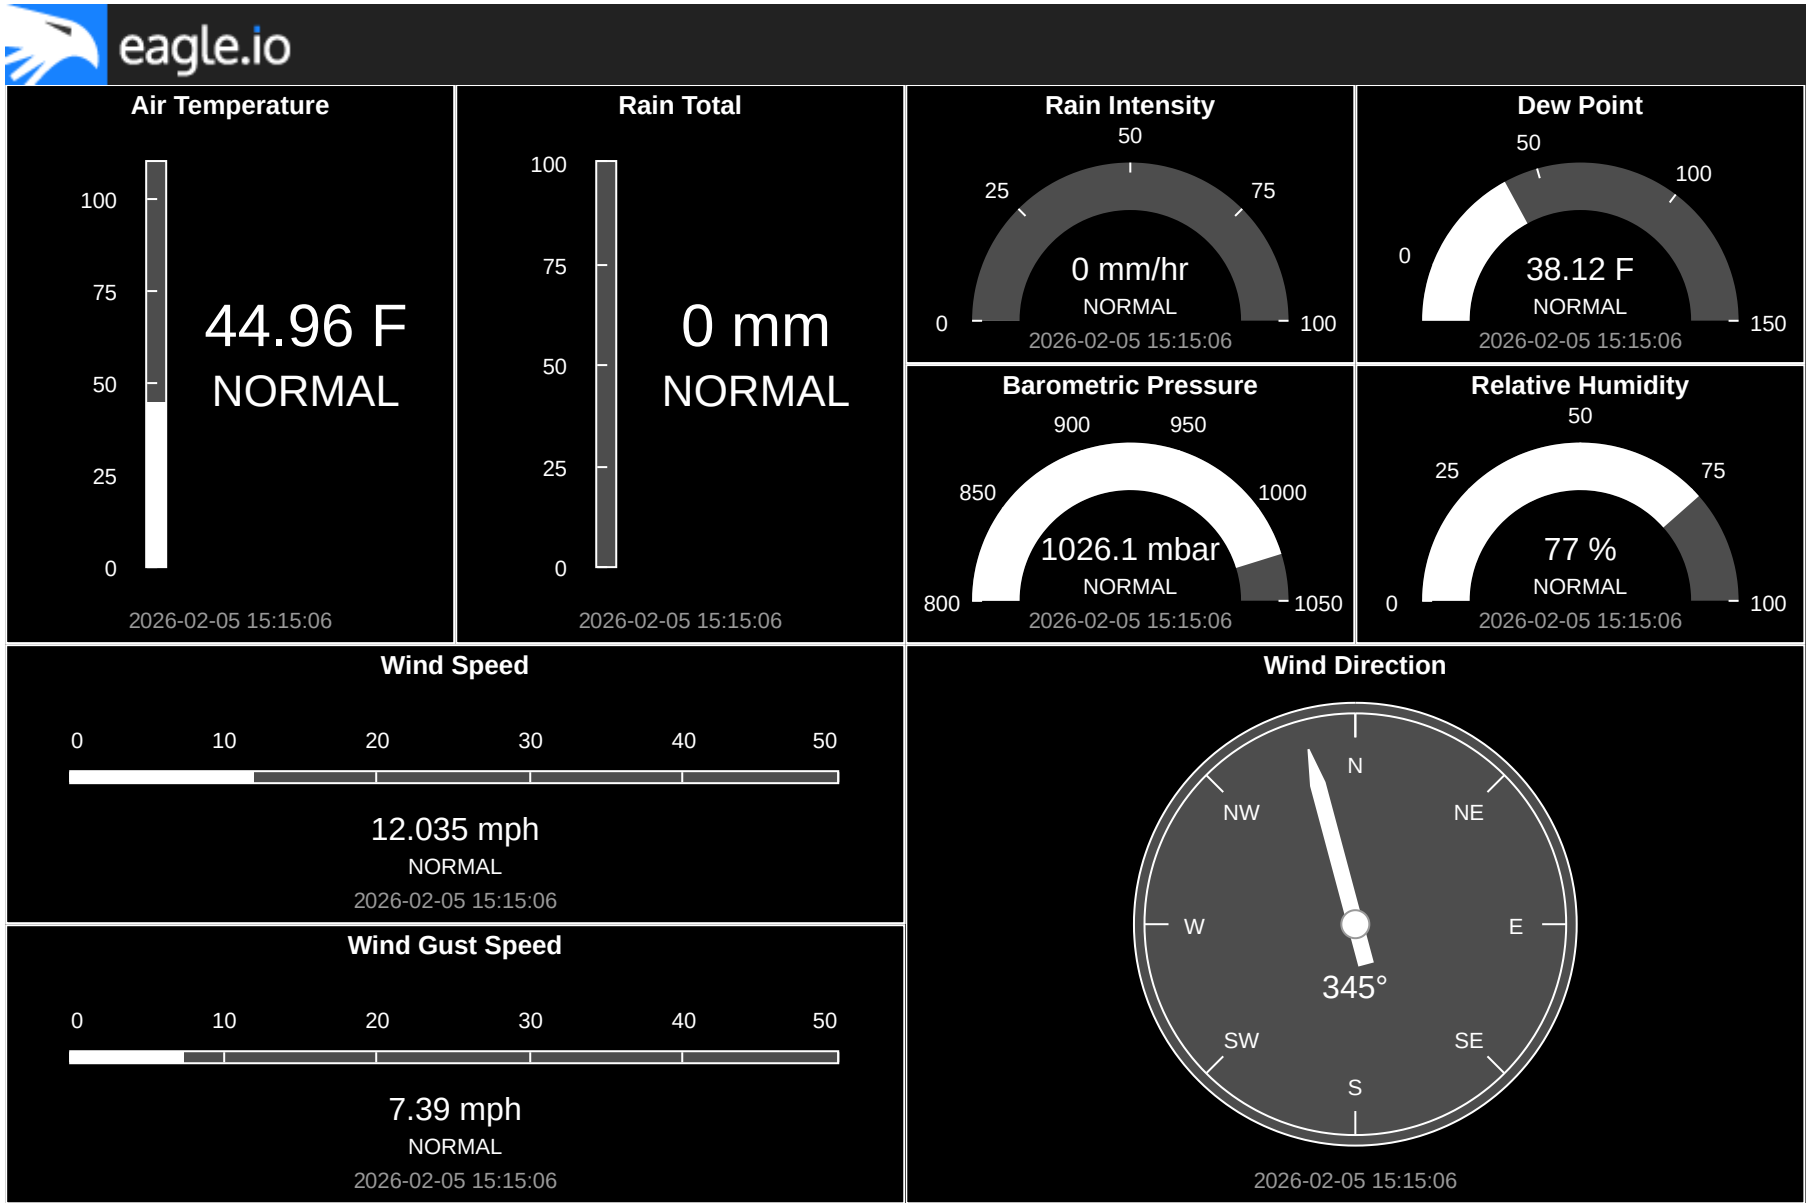 eagle.io
Air Temperature
100
75
50
25
0
44.96 F
NORMAL
2026-02-05 15:15:06
Rain Total
100
75
50
25
0
0 mm
NORMAL
2026-02-05 15:15:06
Rain Intensity
50
25
75
0
100
0 mm/hr
NORMAL
2026-02-05 15:15:06
Dew Point
50
100
0
150
38.12 F
NORMAL
2026-02-05 15:15:06
Barometric Pressure
900
950
850
1000
800
1050
1026.1 mbar
NORMAL
2026-02-05 15:15:06
Relative Humidity
50
25
75
0
100
77 %
NORMAL
2026-02-05 15:15:06
Wind Speed
0 10 20 30 40 50
12.035 mph
NORMAL
2026-02-05 15:15:06
Wind Gust Speed
0 10 20 30 40 50
7.39 mph
NORMAL
2026-02-05 15:15:06
Wind Direction
N
NW
NE
W
E
345°
SW
SE
S
2026-02-05 15:15:06